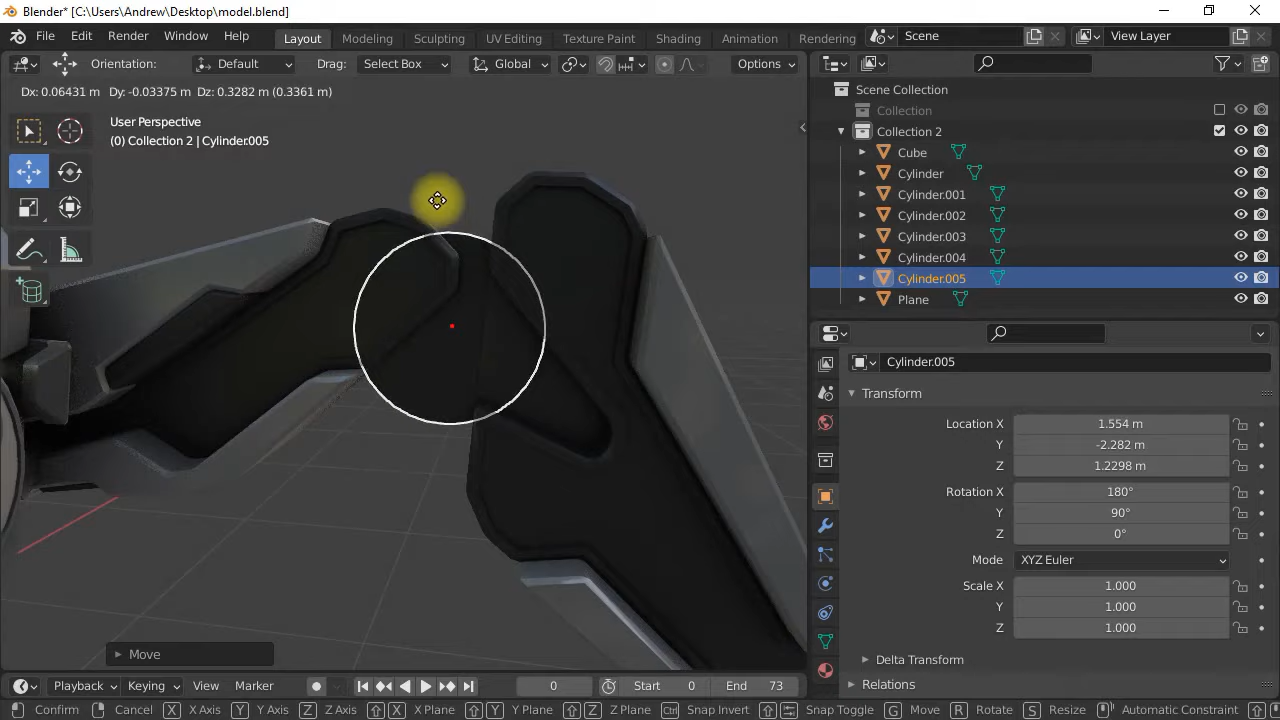 Blender* [C:\Users\Andrew\Desktop\model.blend]
File Edit Render Window Help Layout Modeling Sculpting UV Editing Texture Paint Shading Animation Rendering Scene View Layer
Orientation: Default Drag: Select Box Global Options
Dx: 0.06431 m Dy: -0.03375 m Dz: 0.3282 m (0.3361 m)
User Perspective
(0) Collection 2 | Cylinder.005
Scene Collection
Collection
Collection 2
Cube
Cylinder
Cylinder.001
Cylinder.002
Cylinder.003
Cylinder.004
Cylinder.005
Plane
Cylinder.005
Transform
Location X 1.554 m
Y -2.282 m
Z 1.2298 m
Rotation X 180°
Y 90°
Z 0°
Mode XYZ Euler
Scale X 1.000
Y 1.000
Z 1.000
Delta Transform
Relations
Move
Playback Keying View Marker 0 Start 0 End 73
Confirm Cancel X X Axis Y Y Axis Z Z Axis X X Plane Y Y Plane Z Z Plane Ctrl Snap Invert Snap Toggle G Move R Rotate S Resize Automatic Constraint